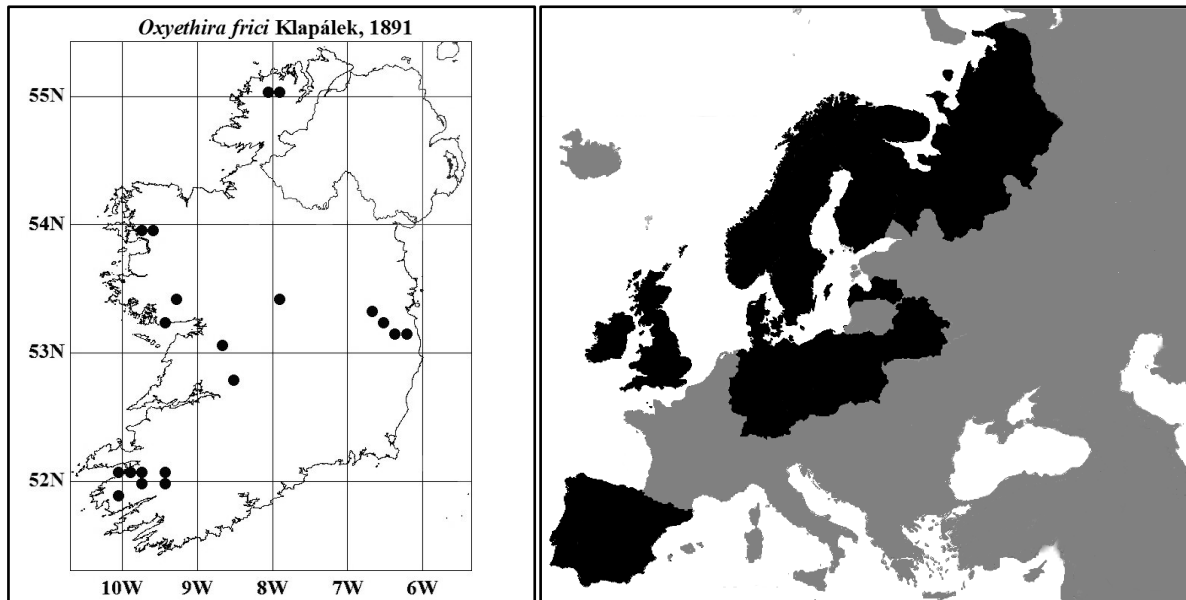 Oxyethira frici Klapálek, 1891
55N
54N
53N
52N
10W 9W 8W 7W 6W